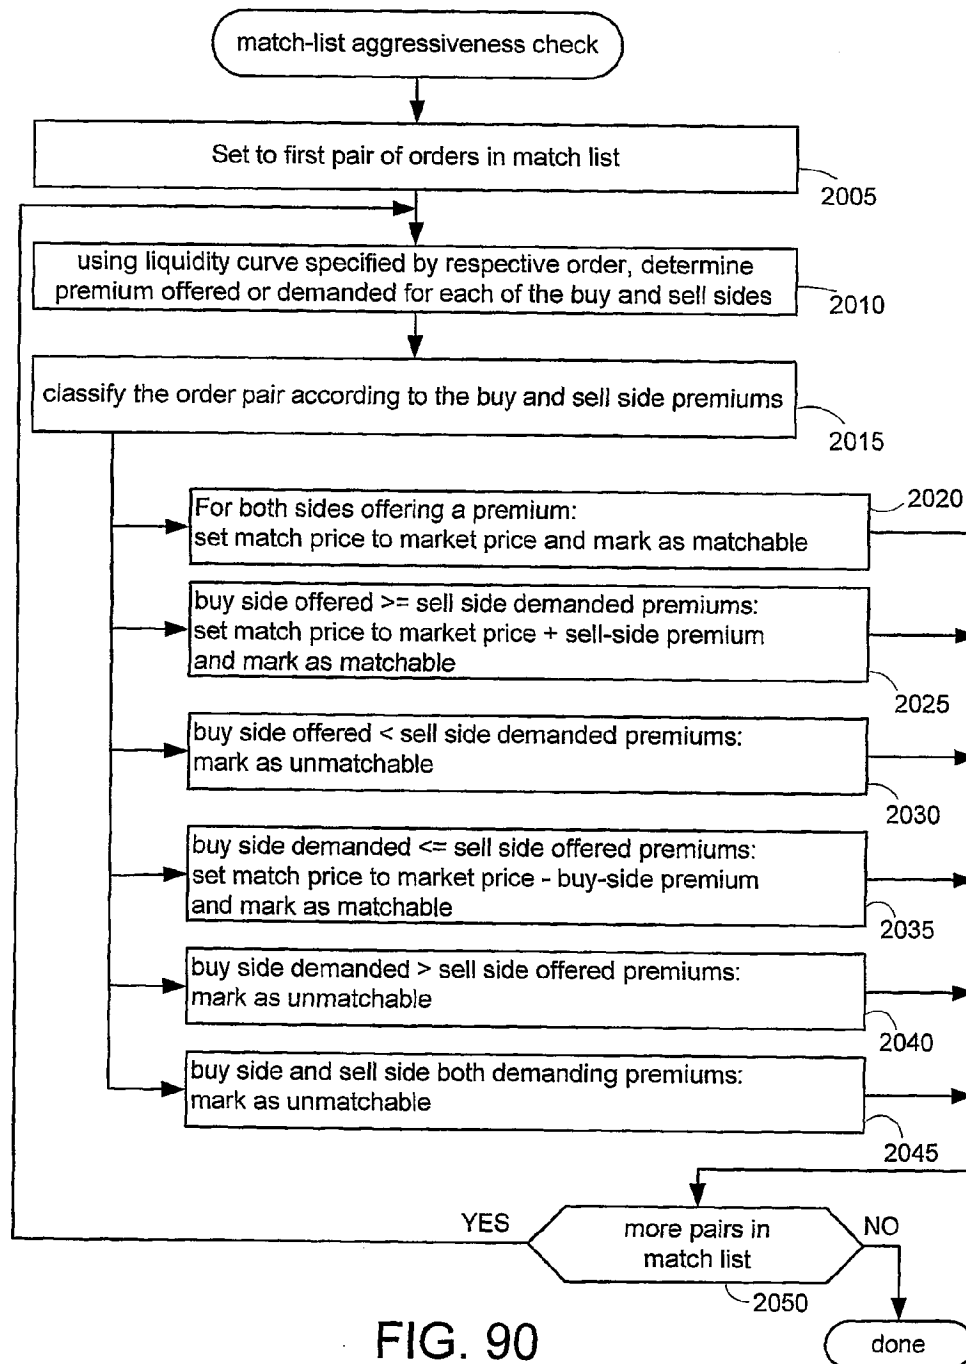 match-list aggressiveness check
Set to first pair of orders in match list
2005
using liquidity curve specified by respective order, determine
premium offered or demanded for each of the buy and sell sides
2010
classify the order pair according to the buy and sell side premiums
2015
For both sides offering a premium:
set match price to market price and mark as matchable
2020
buy side offered >= sell side demanded premiums:
set match price to market price + sell-side premium
and mark as matchable
2025
buy side offered < sell side demanded premiums:
mark as unmatchable
2030
buy side demanded <= sell side offered premiums:
set match price to market price - buy-side premium
and mark as matchable
2035
buy side demanded > sell side offered premiums:
mark as unmatchable
2040
buy side and sell side both demanding premiums:
mark as unmatchable
2045
YES
more pairs in
match list
NO
2050
done
FIG. 90